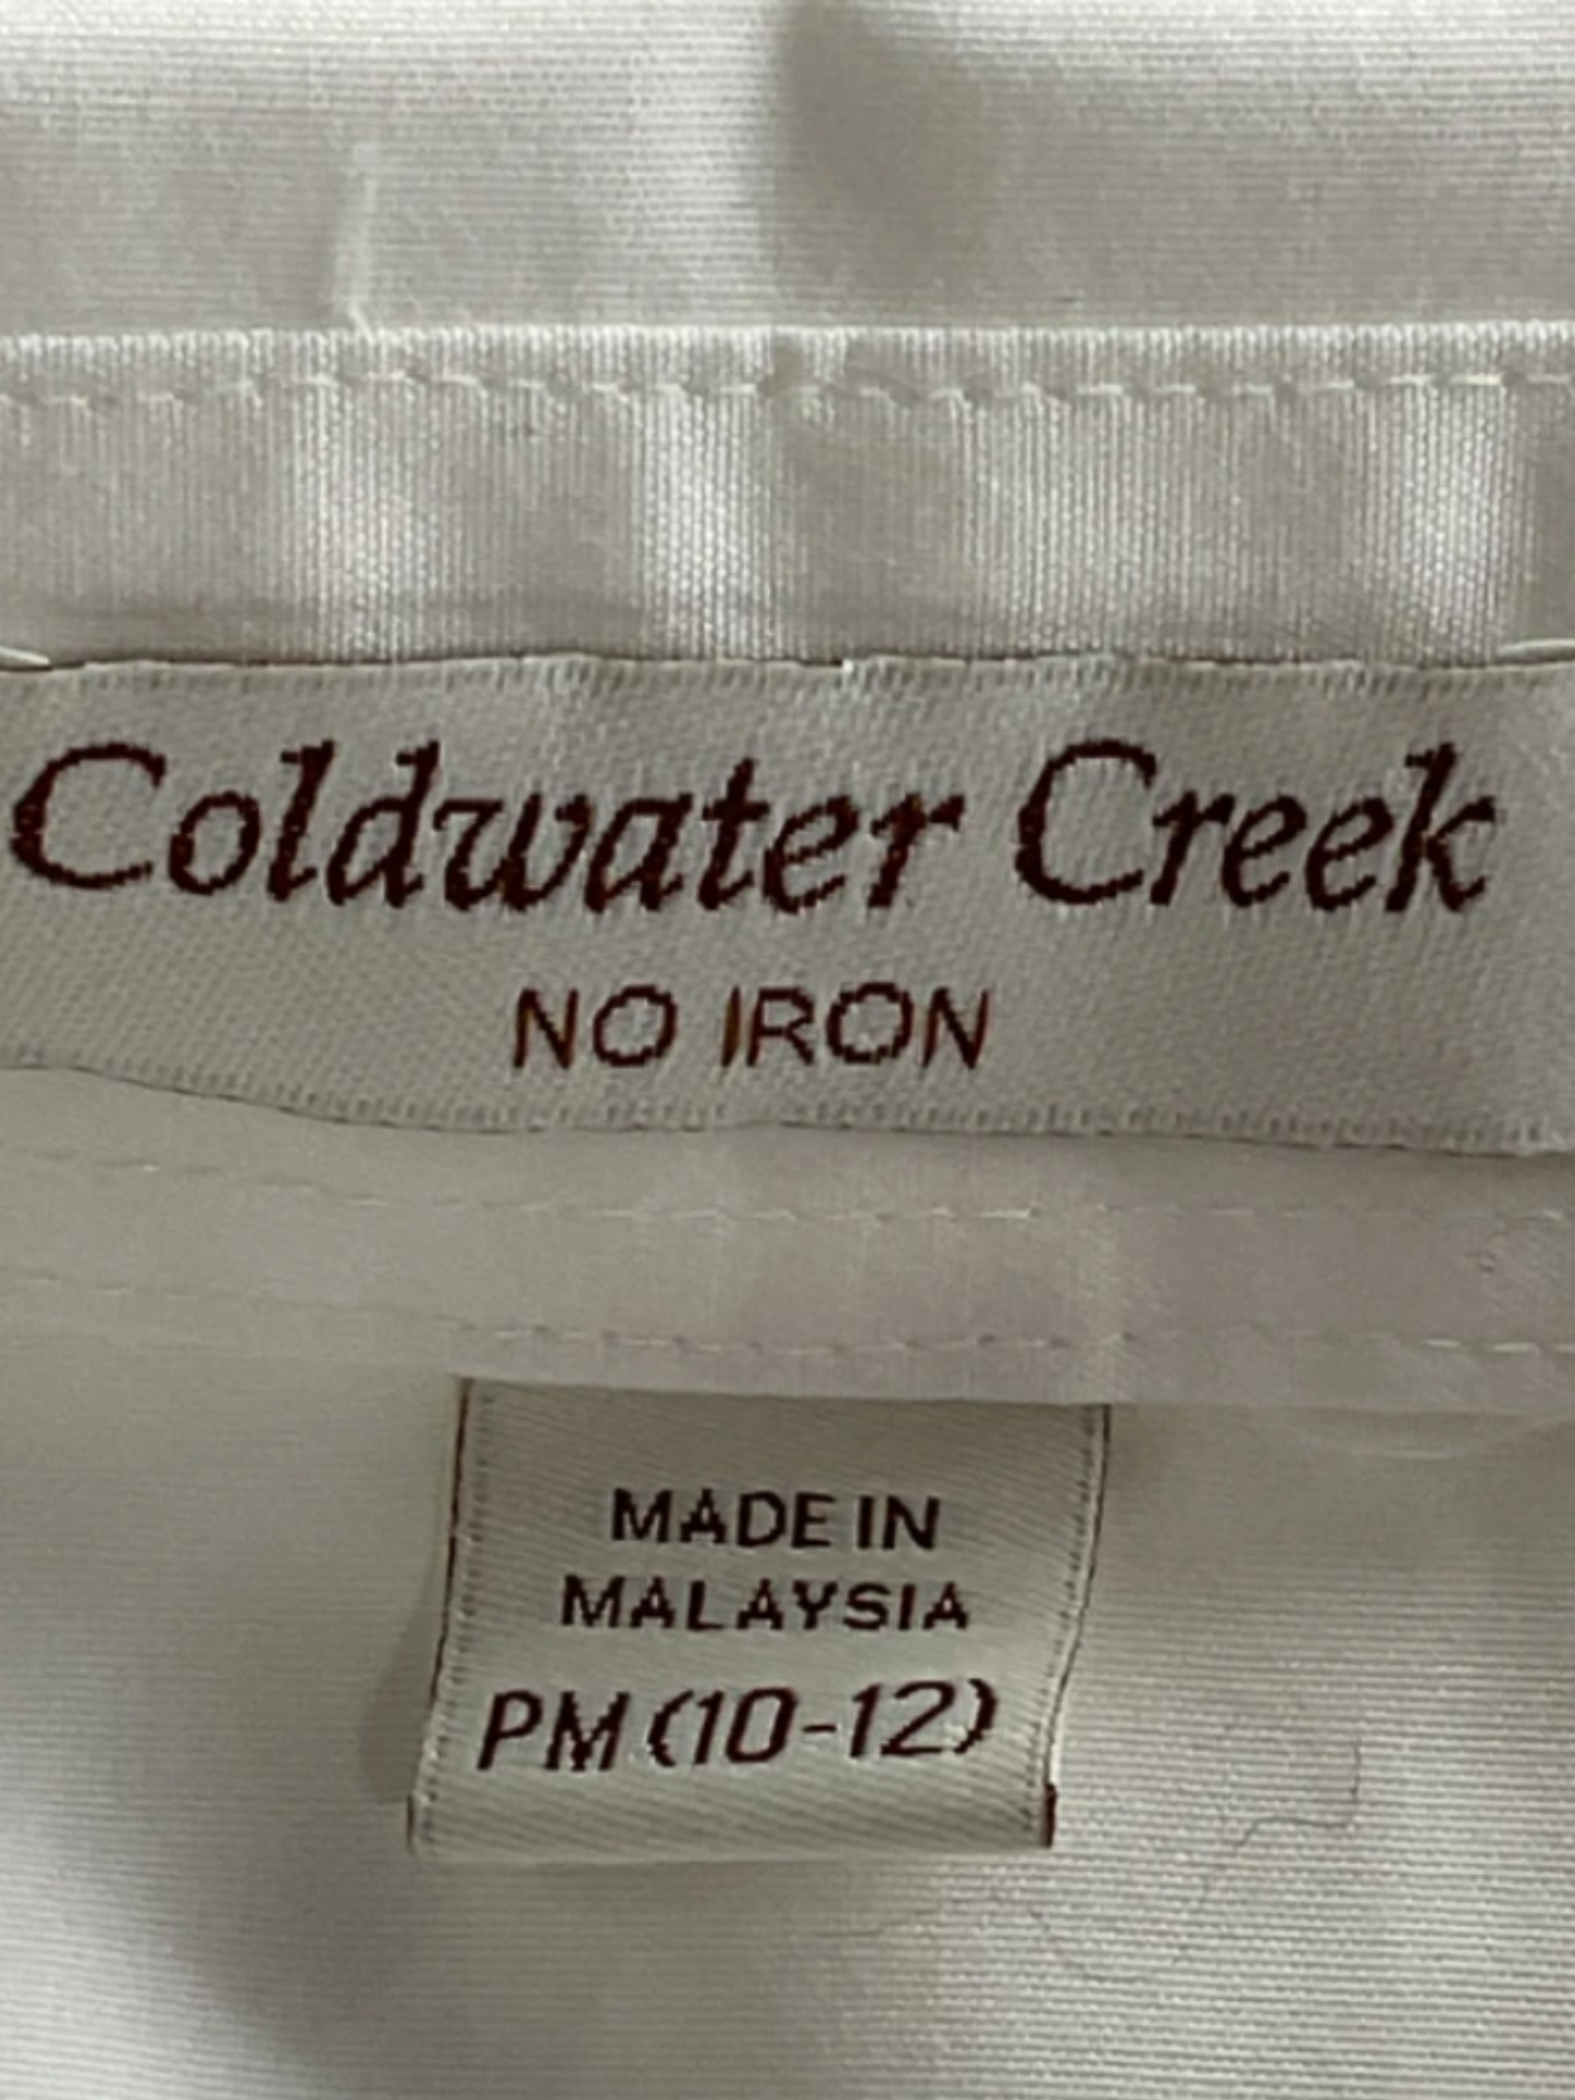 Coldwater Creek
NO IRON
MADE IN
MALAYSIA
PM (10-12)